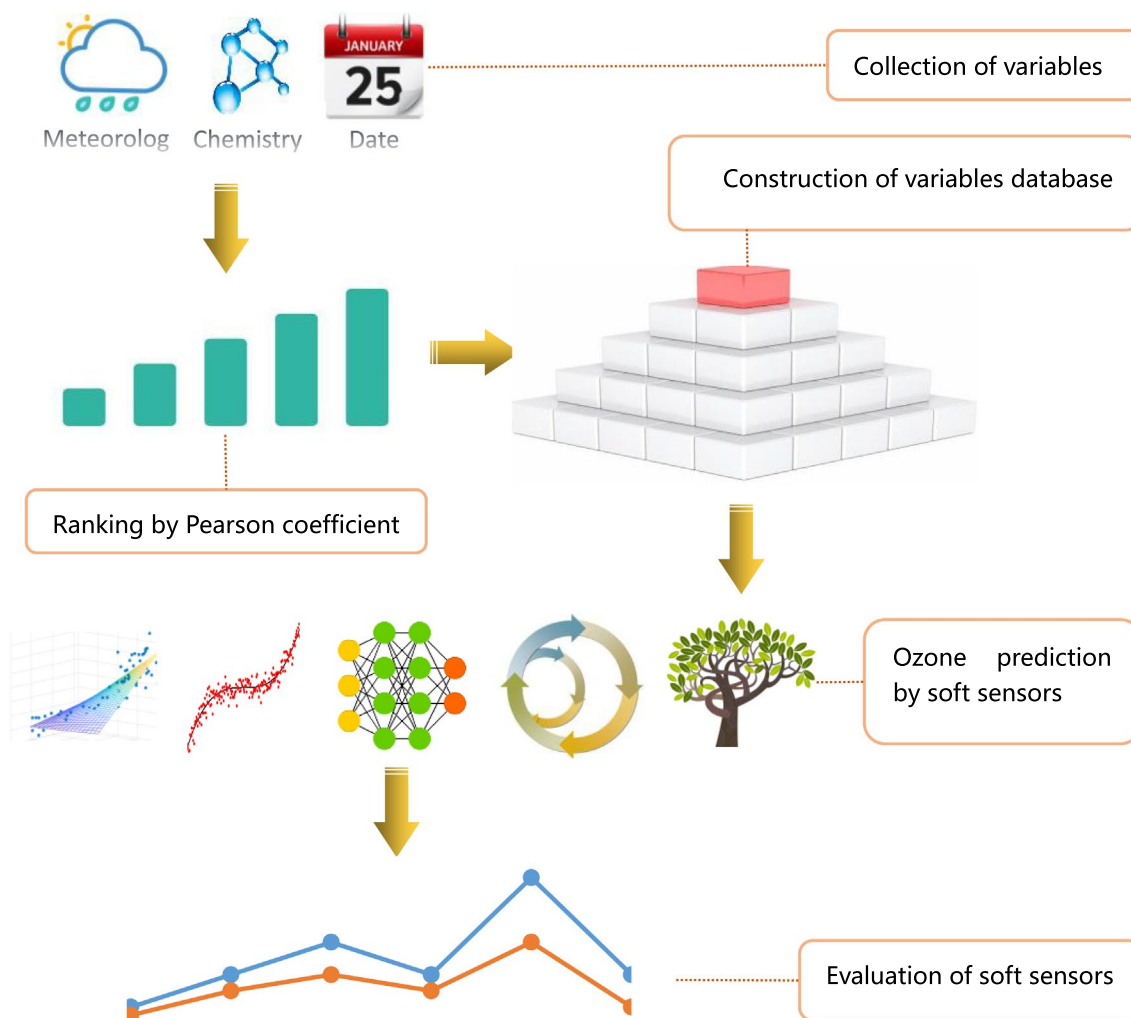 JANUARY
25
Meteorolog
Chemistry
Date
Collection of variables
Construction of variables database
Ranking by Pearson coefficient
Ozone prediction
by soft sensors
Evaluation of soft sensors